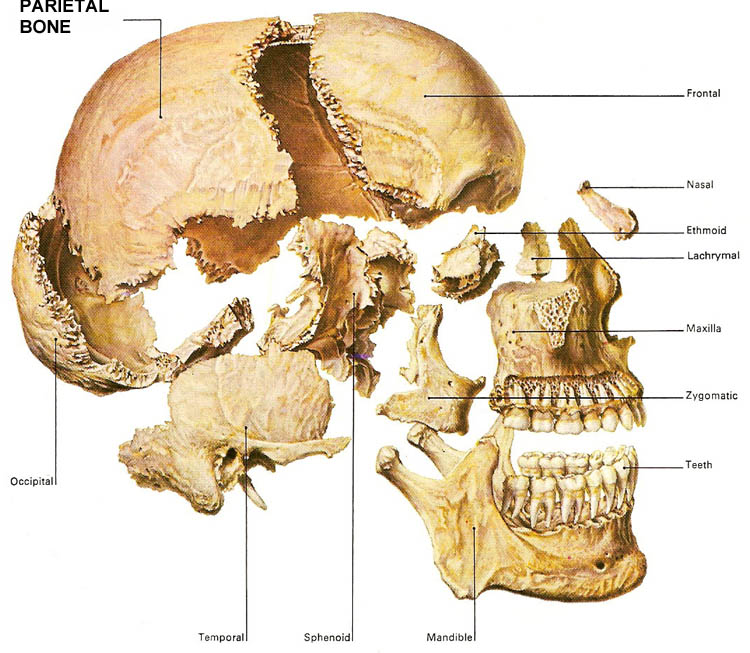 PARIETAL
BONE
Frontal
Nasal
Ethmoid
Lachrymal
Maxilla
Zygomatic
Teeth
Occipital
Temporal
Sphenoid
Mandible